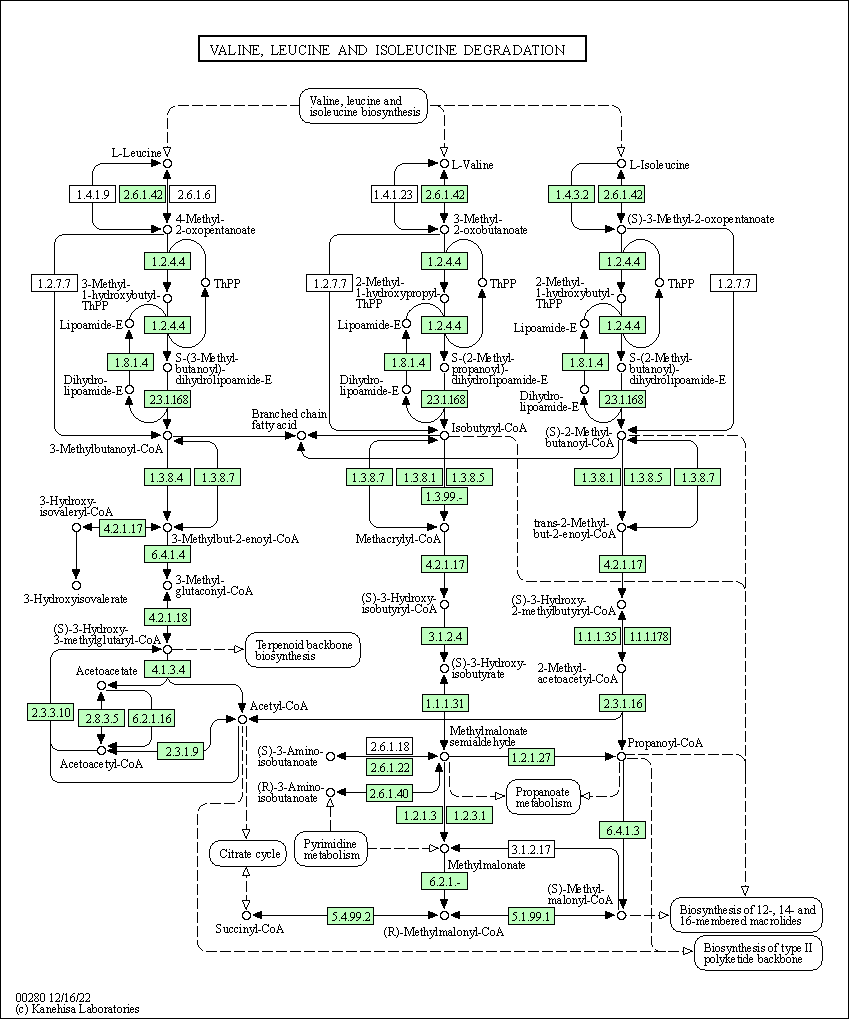 VALINE, LEUCINE AND ISOLEUCINE DEGRADATION
Valine, leucine and
isoleucine biosynthesis
L-Leucine
L-Valine
L-Isoleucine
1.4.1.9
2.6.1.42
2.6.1.6
1.4.1.23
2.6.1.42
1.4.3.2
2.6.1.42
4-Methyl-
2-oxopentanoate
3-Methyl-
2-oxobutanoate
(S)-3-Methyl-2-oxopentanoate
1.2.4.4
1.2.4.4
1.2.4.4
1.2.7.7
3-Methyl-
1-hydroxybutyl-
ThPP
ThPP
1.2.7.7
2-Methyl-
1-hydroxypropyl-
ThPP
ThPP
2-Methyl-
1-hydroxybutyl-
ThPP
ThPP
1.2.7.7
Lipoamide-E
1.2.4.4
Lipoamide-E
1.2.4.4
Lipoamide-E
1.2.4.4
1.8.1.4
S-(3-Methyl-
butanoyl)-
dihydrolipoamide-E
1.8.1.4
S-(2-Methyl-
propanoyl)-
dihydrolipoamide-E
1.8.1.4
S-(2-Methyl-
butanoyl)-
dihydrolipoamide-E
Dihydro-
lipoamide-E
2.3.1.168
Dihydro-
lipoamide-E
2.3.1.168
Dihydro-
lipoamide-E
2.3.1.168
Branched chain
fatty acid
3-Methylbutanoyl-CoA
Isobutyryl-CoA
(S)-2-Methyl-
butanoyl-CoA
1.3.8.4
1.3.8.7
1.3.8.7
1.3.8.1
1.3.8.5
1.3.99.-
1.3.8.1
1.3.8.5
1.3.8.7
3-Hydroxy-
isovaleryl-CoA
4.2.1.17
3-Methylbut-2-enoyl-CoA
Methacrylyl-CoA
trans-2-Methyl-
but-2-enoyl-CoA
6.4.1.4
4.2.1.17
4.2.1.17
3-Hydroxyisovalerate
3-Methyl-
glutaconyl-CoA
(S)-3-Hydroxy-
isobutyryl-CoA
(S)-3-Hydroxy-
2-methylbutyryl-CoA
4.2.1.18
(S)-3-Hydroxy-
3-methylglutaryl-CoA
3.1.2.4
1.1.1.35
1.1.1.178
Terpenoid backbone
biosynthesis
4.1.3.4
Acetoacetate
(S)-3-Hydroxy-
isobutyrate
2-Methyl-
acetoacetyl-CoA
2.3.3.10
2.8.3.5
6.2.1.16
Acetyl-CoA
1.1.1.31
2.3.1.16
2.3.1.9
Acetoacetyl-CoA
Methylmalonate
semialdehyde
Propanoyl-CoA
(S)-3-Amino-
isobutanoate
2.6.1.18
2.6.1.22
1.2.1.27
(R)-3-Amino-
isobutanoate
2.6.1.40
Propanoate
metabolism
1.2.1.3
1.2.3.1
6.4.1.3
Citrate cycle
Pyrimidine
metabolism
3.1.2.17
Methylmalonate
6.2.1.-
(S)-Methyl-
malonyl-CoA
Succinyl-CoA
5.4.99.2
(R)-Methylmalonyl-CoA
5.1.99.1
Biosynthesis of 12-, 14- and
16-membered macrolides
Biosynthesis of type II
polyketide backbone
00280 12/16/22
(c) Kanehisa Laboratories